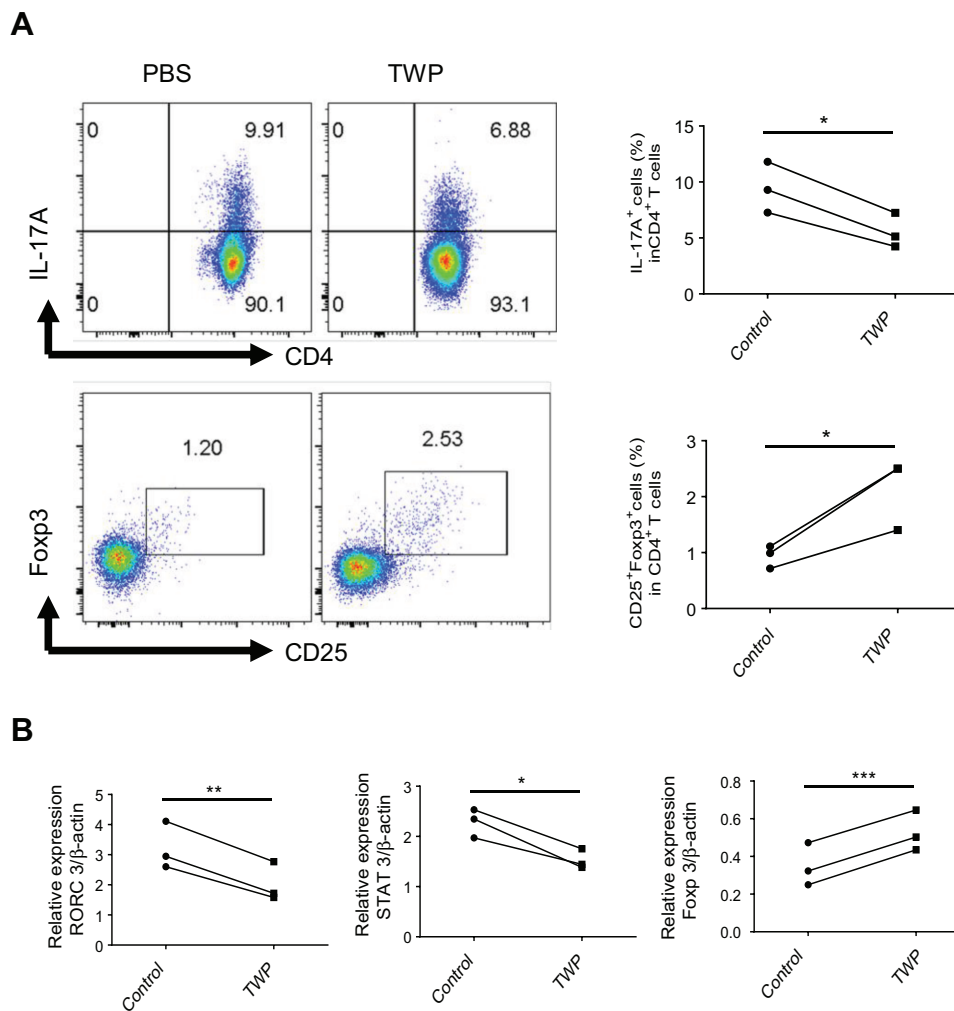 A
PBS TWP
0 9.91
0 90.1
0 6.88
0 93.1
IL-17A
CD4
15
10
5
0
IL-17A⁺ cells (%)
inCD4⁺ T cells
*
Control TWP
1.20
2.53
Foxp3
CD25
3
2
1
0
CD25⁺Foxp3⁺cells (%)
in CD4⁺ T cells
*
Control TWP
B
Relative expression
RORC 3/β-actin
5
4
3
2
1
0
**
Control TWP
Relative expression
STAT 3/β-actin
3
2
1
0
*
Control TWP
Relative expression
Foxp 3/β-actin
0.8
0.6
0.4
0.2
0.0
***
Control TWP